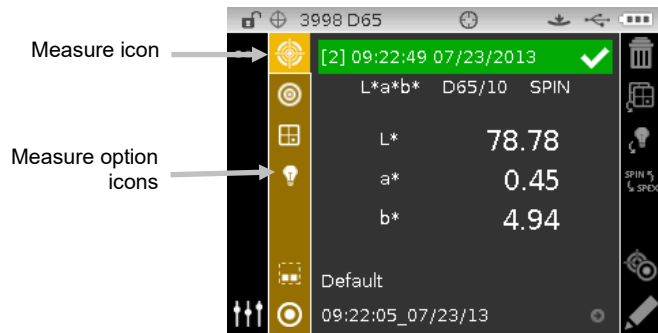 3998 D65
Measure icon
[2] 09:22:49 07/23/2013
L*a*b* D65/10 SPIN
L* 78.78
Measure option
icons
a* 0.45
SPIN
SPEX
b* 4.94
Default
09:22:05_07/23/13